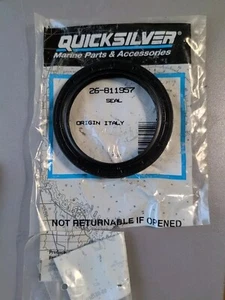 QUICKSILVER
Marine Parts & Accessories
26-811957
SEAL
ORIGIN ITALY
NOT RETURNABLE IF OPENED